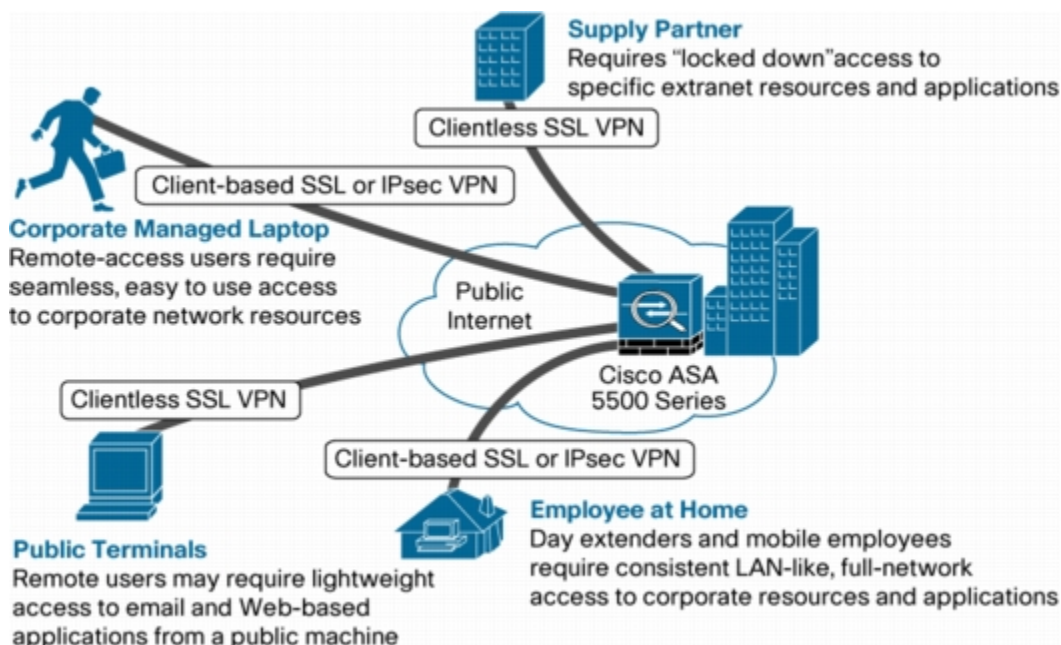 Supply Partner
Requires “locked down”access to
specific extranet resources and applications
Clientless SSL VPN
Client-based SSL or IPsec VPN
Corporate Managed Laptop
Remote-access users require
seamless, easy to use access
to corporate network resources
Public
Internet
Cisco ASA
5500 Series
Clientless SSL VPN
Client-based SSL or IPsec VPN
Public Terminals
Remote users may require lightweight
access to email and Web-based
applications from a public machine
Employee at Home
Day extenders and mobile employees
require consistent LAN-like, full-network
access to corporate resources and applications